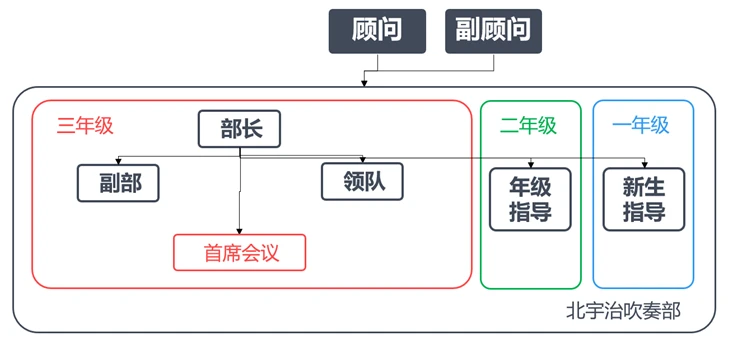 顾问
副顾问
三年级
部长
二年级
一年级
副部
领队
年级
指导
新生
指导
首席会议
北宇治吹奏部